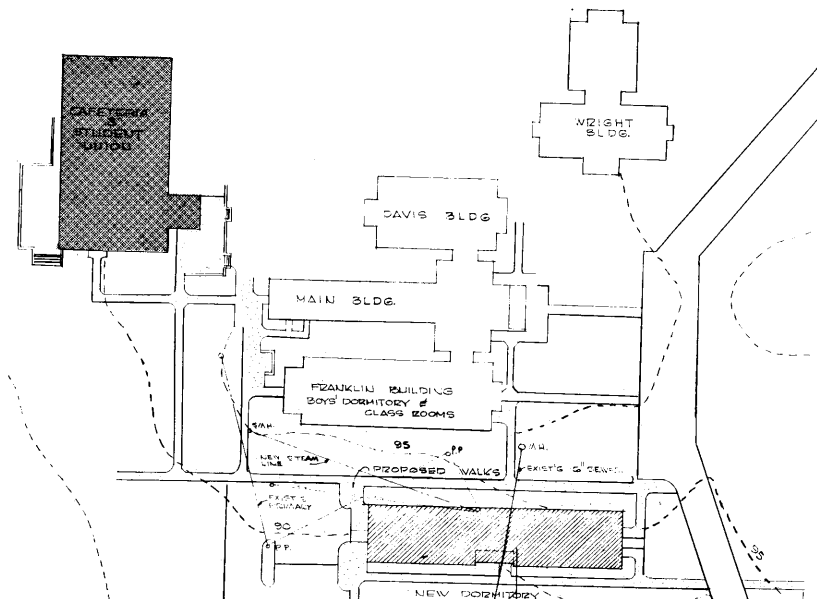 CAFETERIA
&
STUDENT
UNION
WRIGHT
BLDG.
DAVIS BLDG
MAIN BLDG.
FRANKLIN BUILDING
BOYS' DORMITORY &
CLASS ROOMS
S.M.H.
95
P.P.
M.H.
NEW STEAM
LINE
PROPOSED WALKS
EXIST'G 6" SEWER
EXIST'G
PRIMARY
90
P.P.
95
NEW DORMITORY